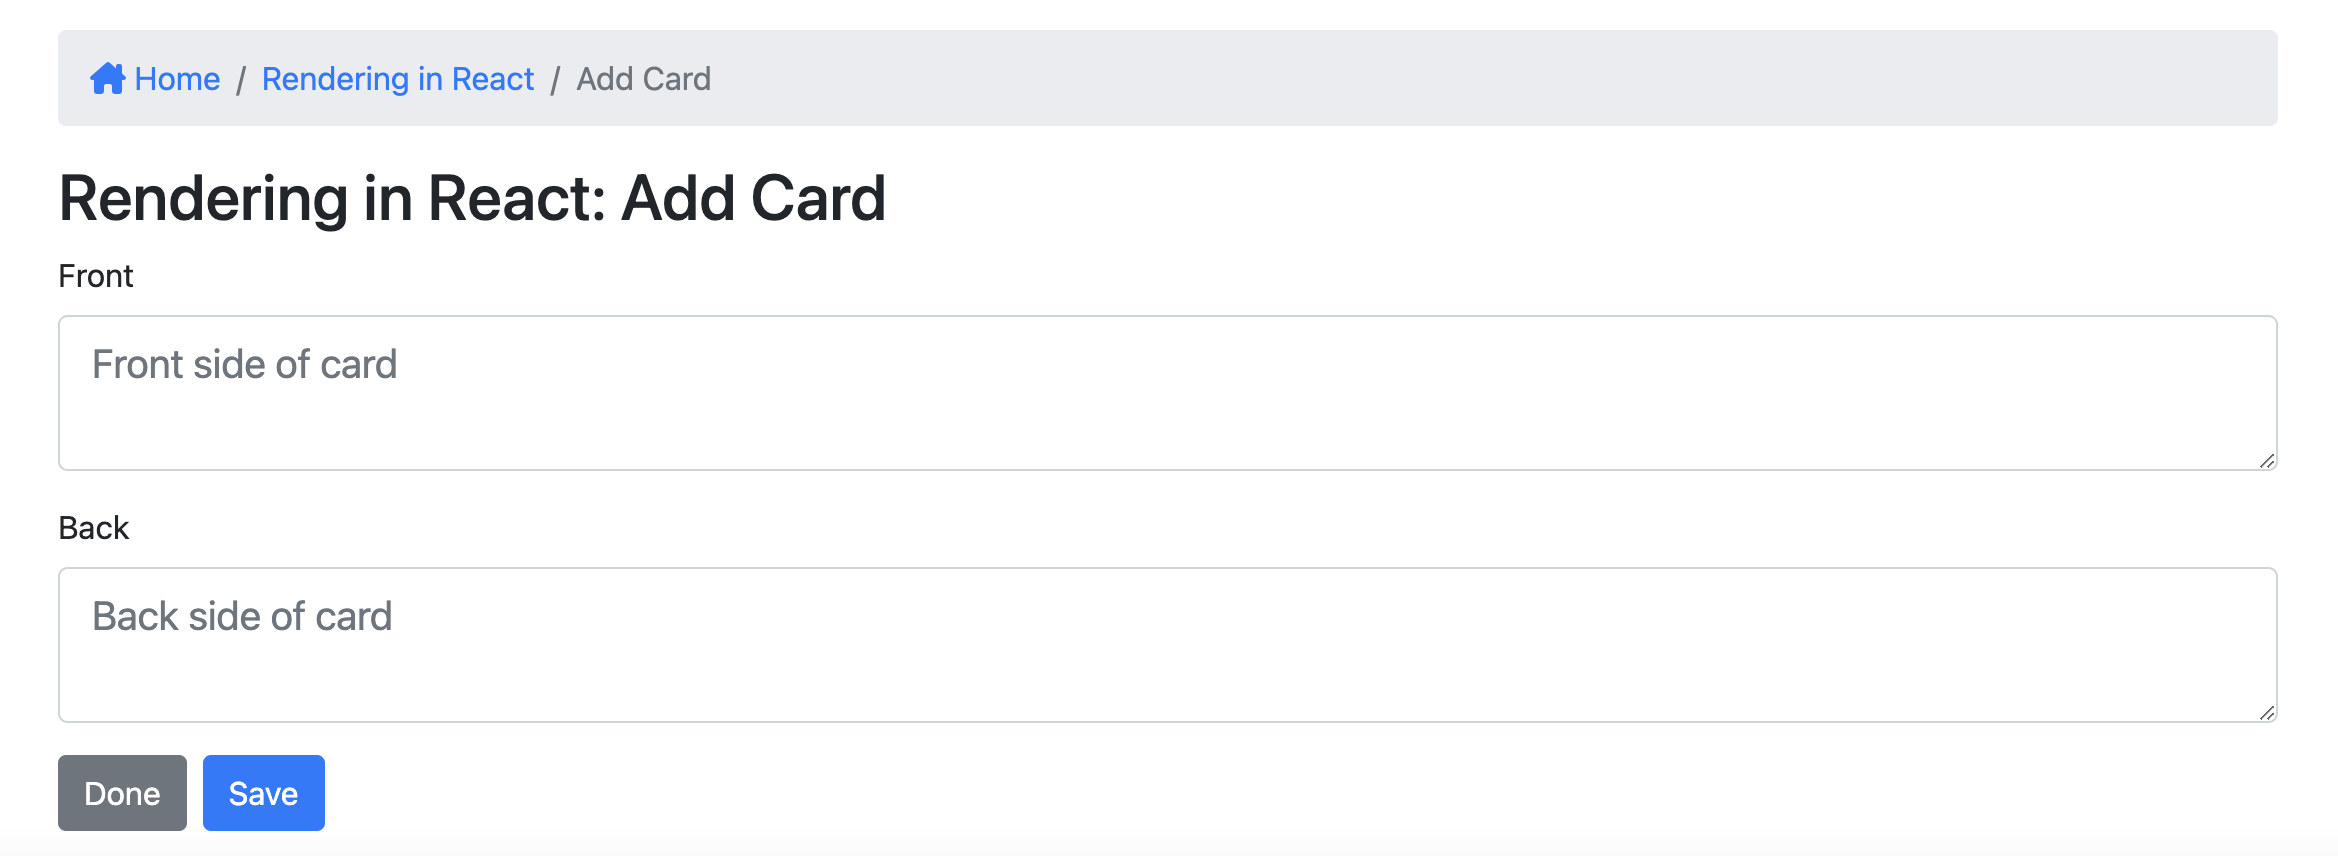 Home / Rendering in React / Add Card
Rendering in React: Add Card
Front
Front side of card
Back
Back side of card
Done Save